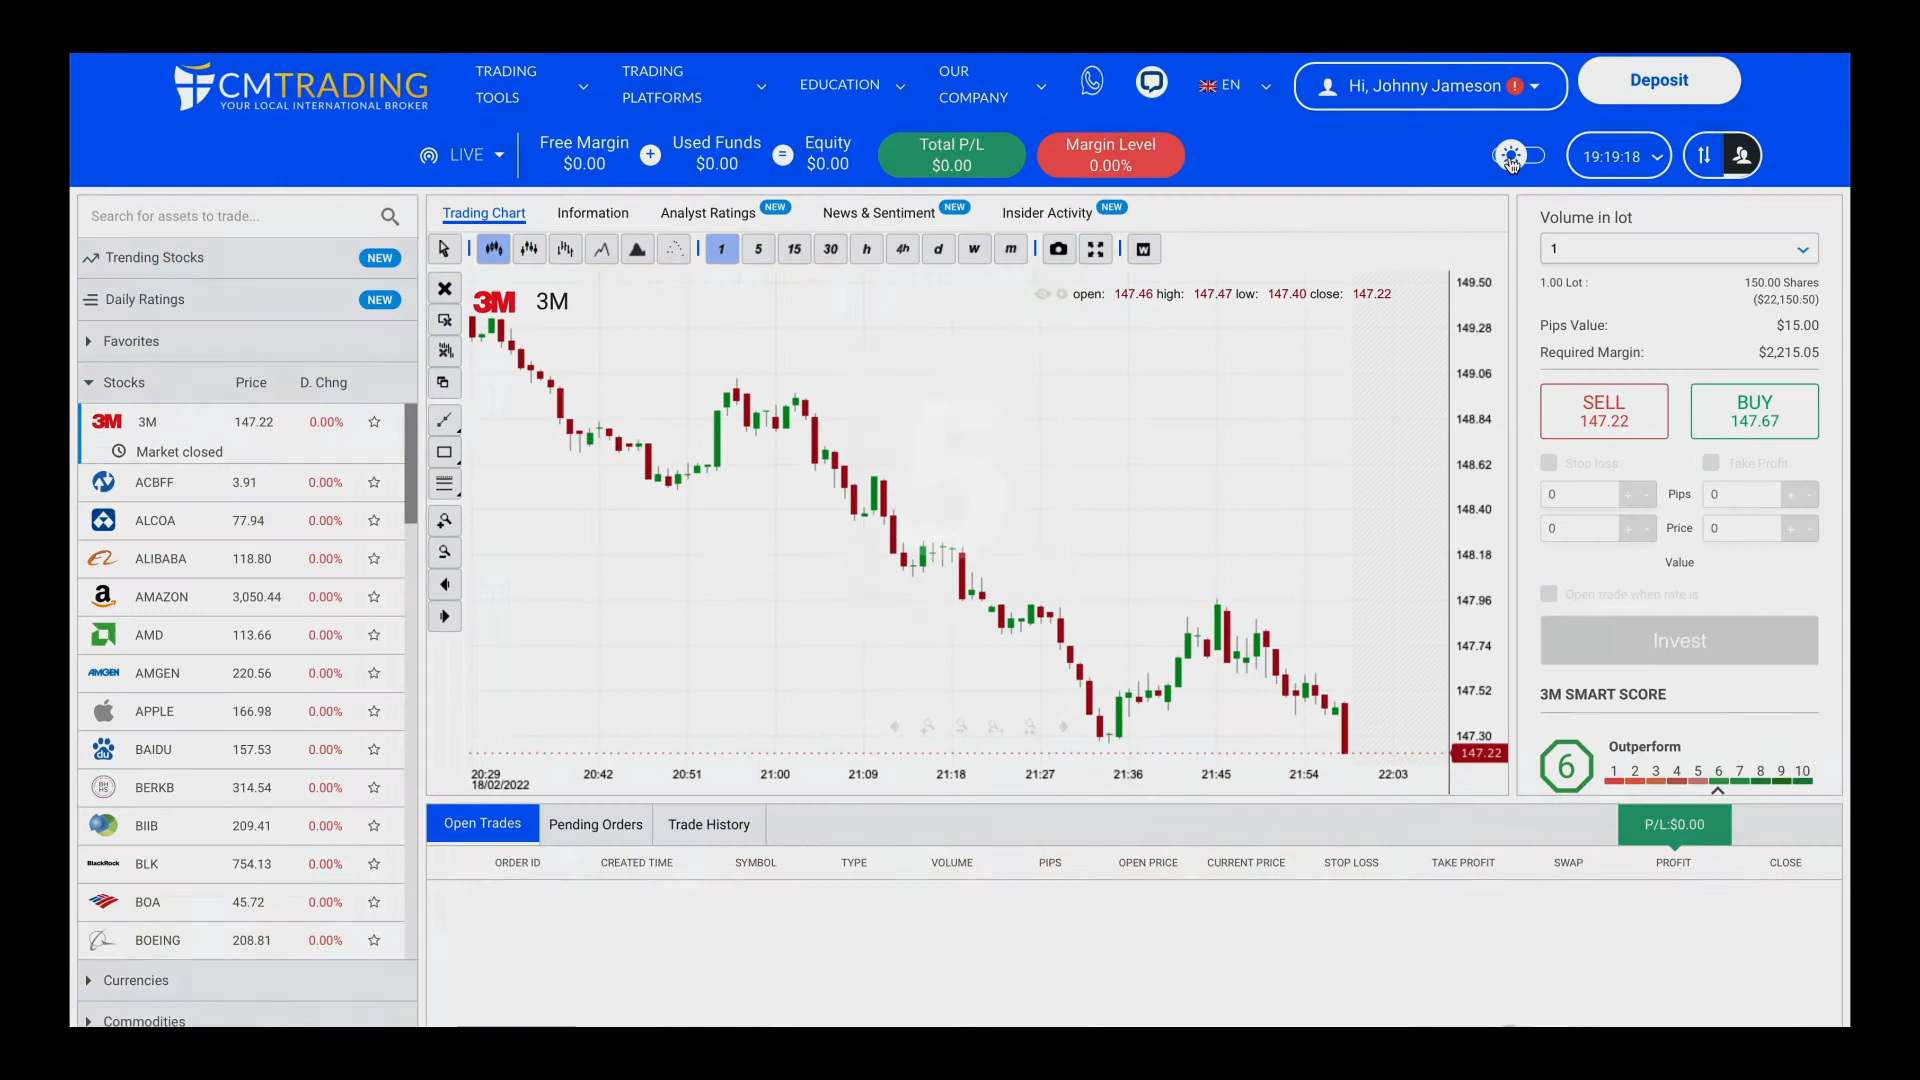 CMTRADING
YOUR LOCAL INTERNATIONAL BROKER
TRADING
TOOLS
TRADING
PLATFORMS
EDUCATION
OUR
COMPANY
EN
Hi, Johnny Jameson
!
Deposit
LIVE
Free Margin
$0.00
+
Used Funds
$0.00
=
Equity
$0.00
Total P/L
$0.00
Margin Level
0.00%
19:19:18
Search for assets to trade...
Trending Stocks NEW
Daily Ratings NEW
Favorites
Stocks Price D. Chng
3M 3M 147.22 0.00%
Market closed
ACBFF 3.91 0.00%
ALCOA 77.94 0.00%
ALIBABA 118.80 0.00%
a AMAZON 3,050.44 0.00%
AMD 113.66 0.00%
AMGEN AMGEN 220.56 0.00%
APPLE 166.98 0.00%
du BAIDU 157.53 0.00%
BH HS BERKB 314.54 0.00%
BIIB 209.41 0.00%
BlackRock BLK 754.13 0.00%
BOA 45.72 0.00%
BOEING 208.81 0.00%
Currencies
Commodities
Trading Chart
Information
Analyst Ratings NEW
News & Sentiment NEW
Insider Activity NEW
1 5 15 30 h 4h d w m W
3M 3M
open: 147.46 high: 147.47 low: 147.40 close: 147.22
5
149.50
149.28
149.06
148.84
148.62
148.40
148.18
147.96
147.74
147.52
147.30
147.22
20:29 20:42 20:51 21:00 21:09 21:18 21:27 21:36 21:45 21:54 22:03
18/02/2022
Volume in lot
1
1.00 Lot : 150.00 Shares
($22,150.50)
Pips Value: $15.00
Required Margin: $2,215.05
SELL
147.22
BUY
147.67
Stop loss Take Profit
0 + - Pips 0 + -
0 + - Price 0 + -
Value
Open trade when rate is
Invest
3M SMART SCORE
6
Outperform
1 2 3 4 5 6 7 8 9 10
Open Trades
Pending Orders
Trade History
P/L:$0.00
ORDER ID CREATED TIME SYMBOL TYPE VOLUME PIPS OPEN PRICE CURRENT PRICE STOP LOSS TAKE PROFIT SWAP PROFIT CLOSE